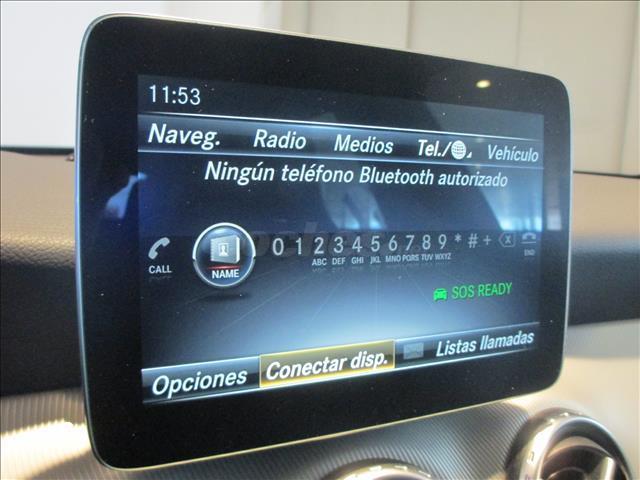 11:53
Naveg. Radio Medios Tel./ Vehículo
Ningún teléfono Bluetooth autorizado
CALL NAME 0 1 2 3 4 5 6 7 8 9 * # + END
ABC DEF GHI JKL MNO PQR TUV WXYZ
SOS READY
Opciones Conectar disp. Listas llamadas